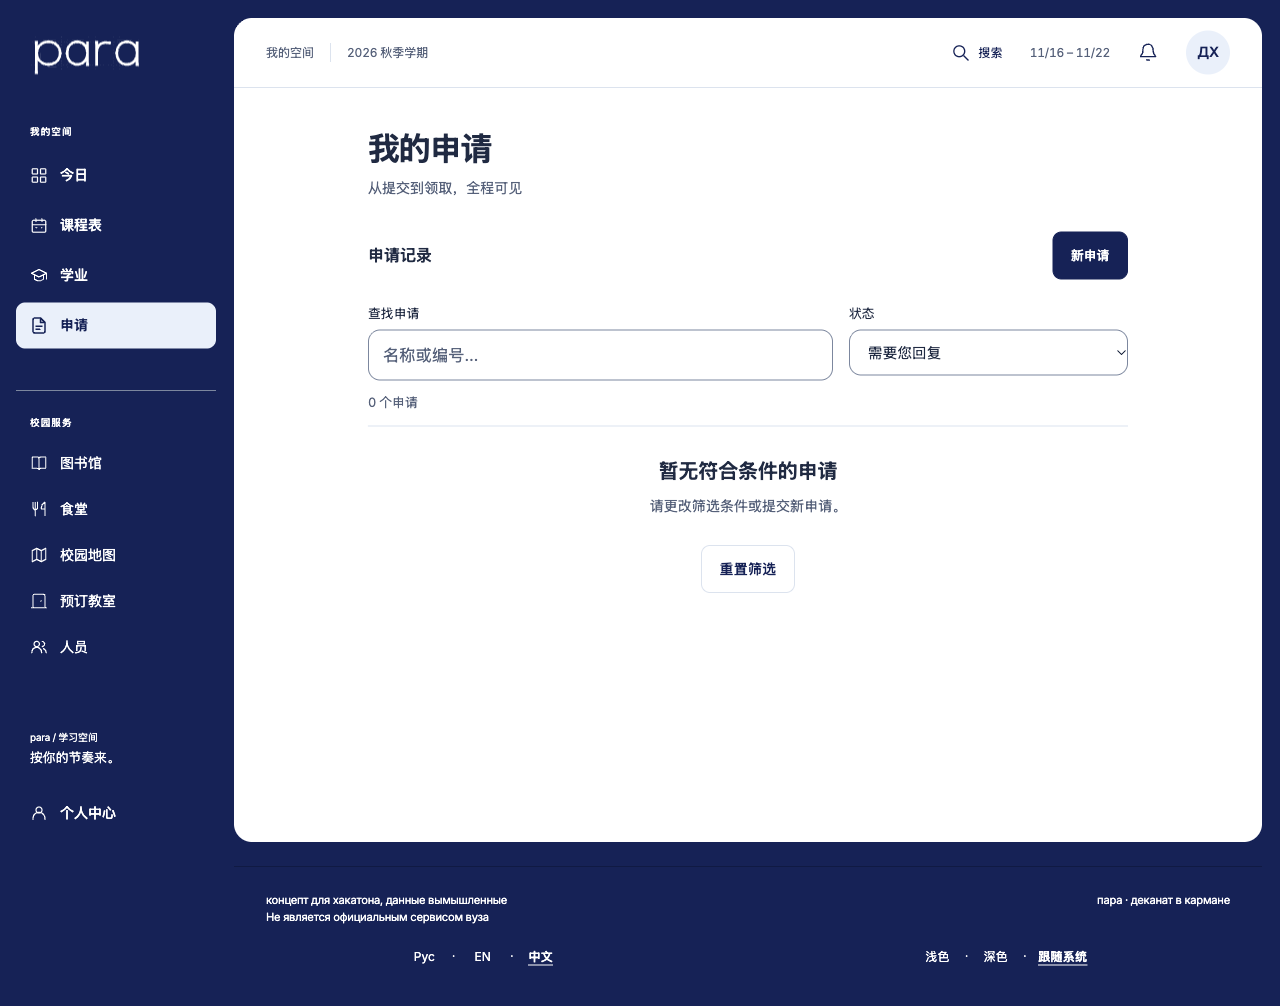 para
我的空间
今日
课程表
学业
申请
校园服务
图书馆
食堂
校园地图
预订教室
人员
para / 学习空间
按你的节奏来。
个人中心
我的空间
2026 秋季学期
搜索
11/16 – 11/22
ДХ
我的申请
从提交到领取，全程可见
申请记录
新申请
查找申请
状态
名称或编号...
需要您回复
0 个申请
暂无符合条件的申请
请更改筛选条件或提交新申请。
重置筛选
концепт для хакатона, данные вымышленные
Не является официальным сервисом вуза
пара · деканат в кармане
Рус · EN · 中文
浅色 · 深色 · 跟随系统